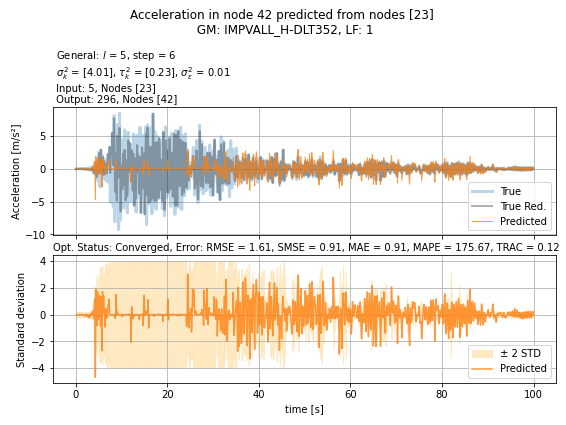 Acceleration in node 42 predicted from nodes [23]
GM: IMPVALL_H-DLT352, LF: 1
General: l = 5, step = 6
σ²ₖ = [4.01], τ²ₖ = [0.23], σ²ε = 0.01
Input: 5, Nodes [23]
Output: 296, Nodes [42]
Acceleration [m/s²]
5
0
−5
−10
True
True Red.
Predicted
Opt. Status: Converged, Error: RMSE = 1.61, SMSE = 0.91, MAE = 0.91, MAPE = 175.67, TRAC = 0.12
Standard deviation
4
2
0
−2
−4
± 2 STD
Predicted
0 20 40 60 80 100
time [s]